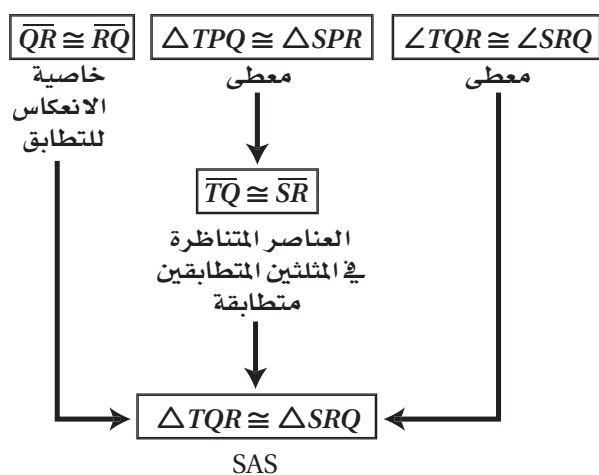 QR ≅ RQ
خاصية
الانعكاس
للتطابق
△TPQ ≅ △SPR
معطى
∠TQR ≅ ∠SRQ
معطى
TQ ≅ SR
العناصر المتناظرة
في المثلثين المتطابقين
متطابقة
△TQR ≅ △SRQ
SAS